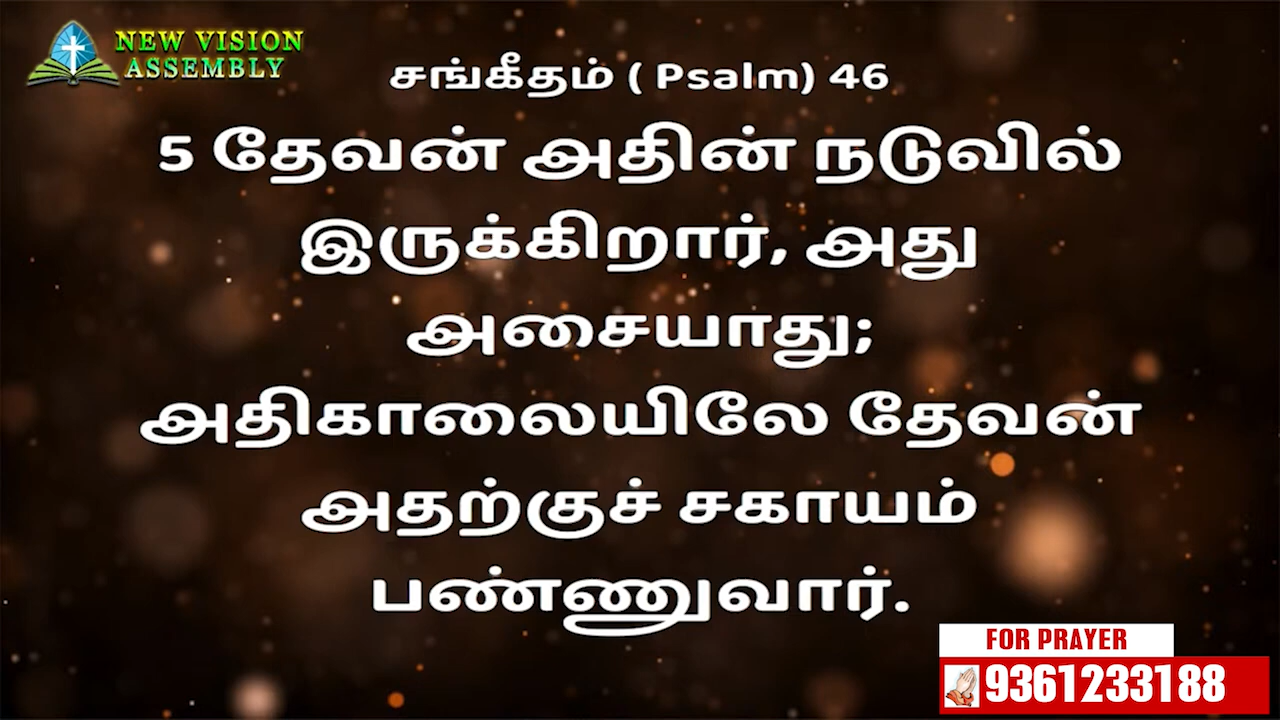 NEW VISION
ASSEMBLY
சங்கீதம் ( Psalm) 46
5 தேவன் அதின் நடுவில்
இருக்கிறார், அது
அசையாது;
அதிகாலையிலே தேவன்
அதற்குச் சகாயம்
பண்ணுவார்.
FOR PRAYER
9361233188